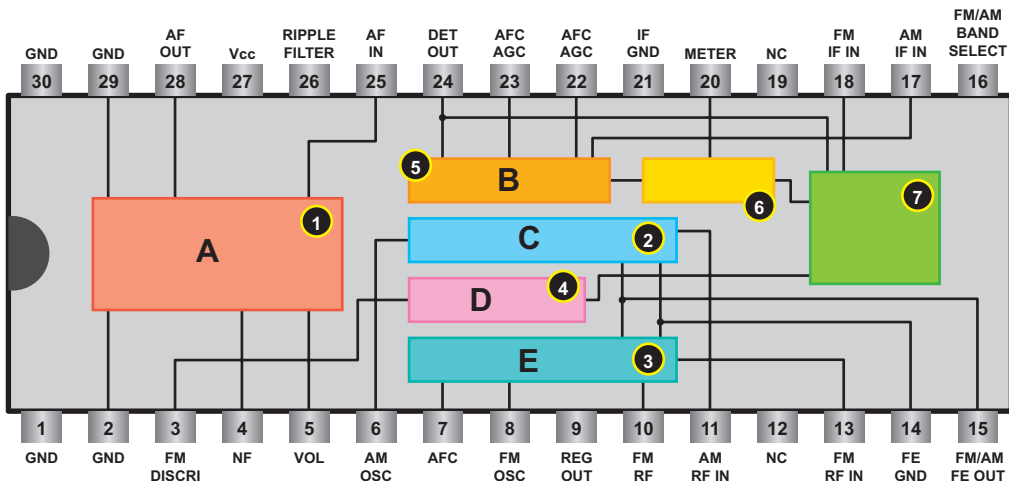 FM/AM
AF RIPPLE AF DET AFC AFC IF FM AM BAND
GND GND OUT Vcc FILTER IN OUT AGC AGC GND METER NC IF IN IF IN SELECT
30 29 28 27 26 25 24 23 22 21 20 19 18 17 16
5 B 6 7
1 A C 2
D 4
E 3
1 2 3 4 5 6 7 8 9 10 11 12 13 14 15
GND GND FM NF VOL AM AFC FM REG FM AM NC FM FE FM/AM
DISCRI OSC OSC OUT RF RF IN RF IN GND FE OUT